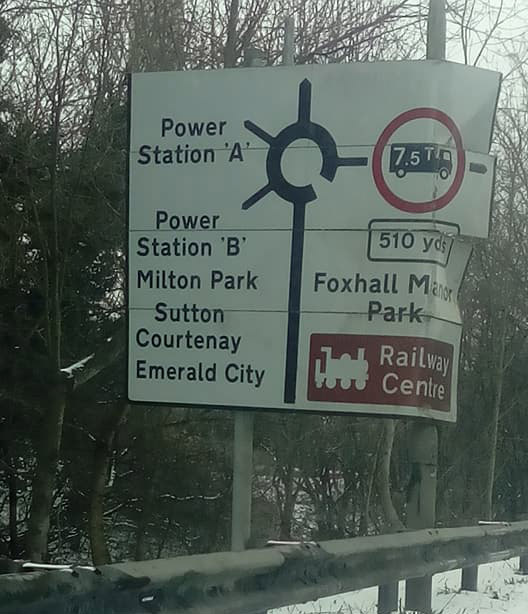 Power
Station 'A'
7.5 T
510 yds
Power
Station 'B'
Milton Park
Sutton
Courtenay
Emerald City
Foxhall Manor
Park
Railway
Centre